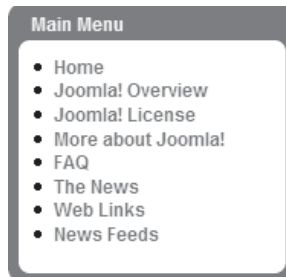 Main Menu
Home
Joomla! Overview
Joomla! License
More about Joomla!
FAQ
The News
Web Links
News Feeds